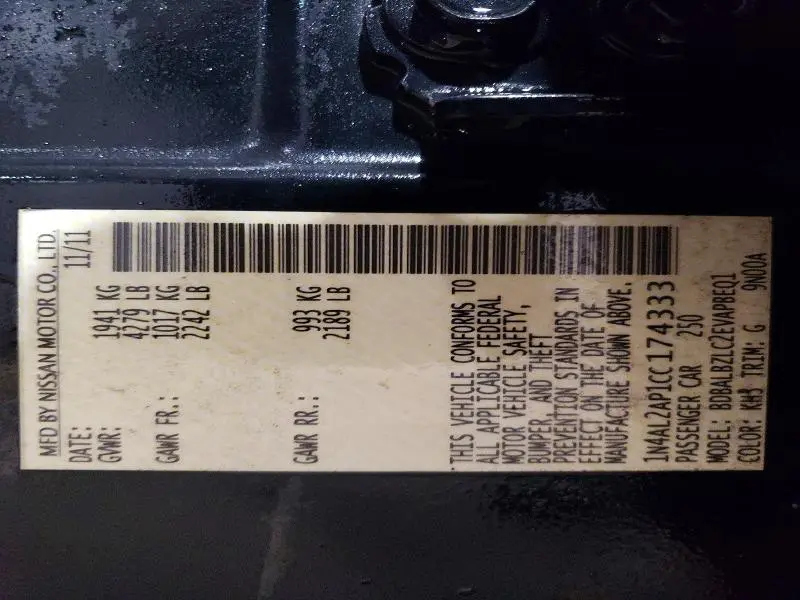 MFD BY NISSAN MOTOR CO., LTD.
DATE: 11/11
GVWR: 1941 KG
4279 LB
GAWR FR.: 1017 KG
2242 LB
GAWR RR.: 993 KG
2189 LB
THIS VEHICLE CONFORMS TO
ALL APPLICABLE FEDERAL
MOTOR VEHICLE SAFETY,
BUMPER AND THEFT
PREVENTION STANDARDS IN
EFFECT ON THE DATE OF
MANUFACTURE SHOWN ABOVE.
1N4AL2AP1CC174333
PASSENGER CAR 250
MODEL: BDBALBZLC2EVAPBEQ1
COLOR: KH3 TRIM: G 9N00A